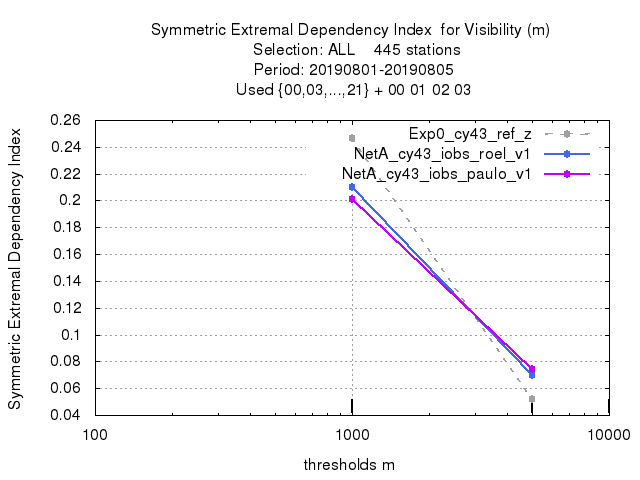 Symmetric Extremal Dependency Index  for Visibility (m)
Selection: ALL    445 stations
Period: 20190801-20190805
Used {00,03,...,21} + 00 01 02 03
Exp0_cy43_ref_z
NetA_cy43_iobs_roel_v1
NetA_cy43_iobs_paulo_v1
Symmetric Extremal Dependency Index
0.26
0.24
0.22
0.2
0.18
0.16
0.14
0.12
0.1
0.08
0.06
0.04
100
1000
10000
thresholds m